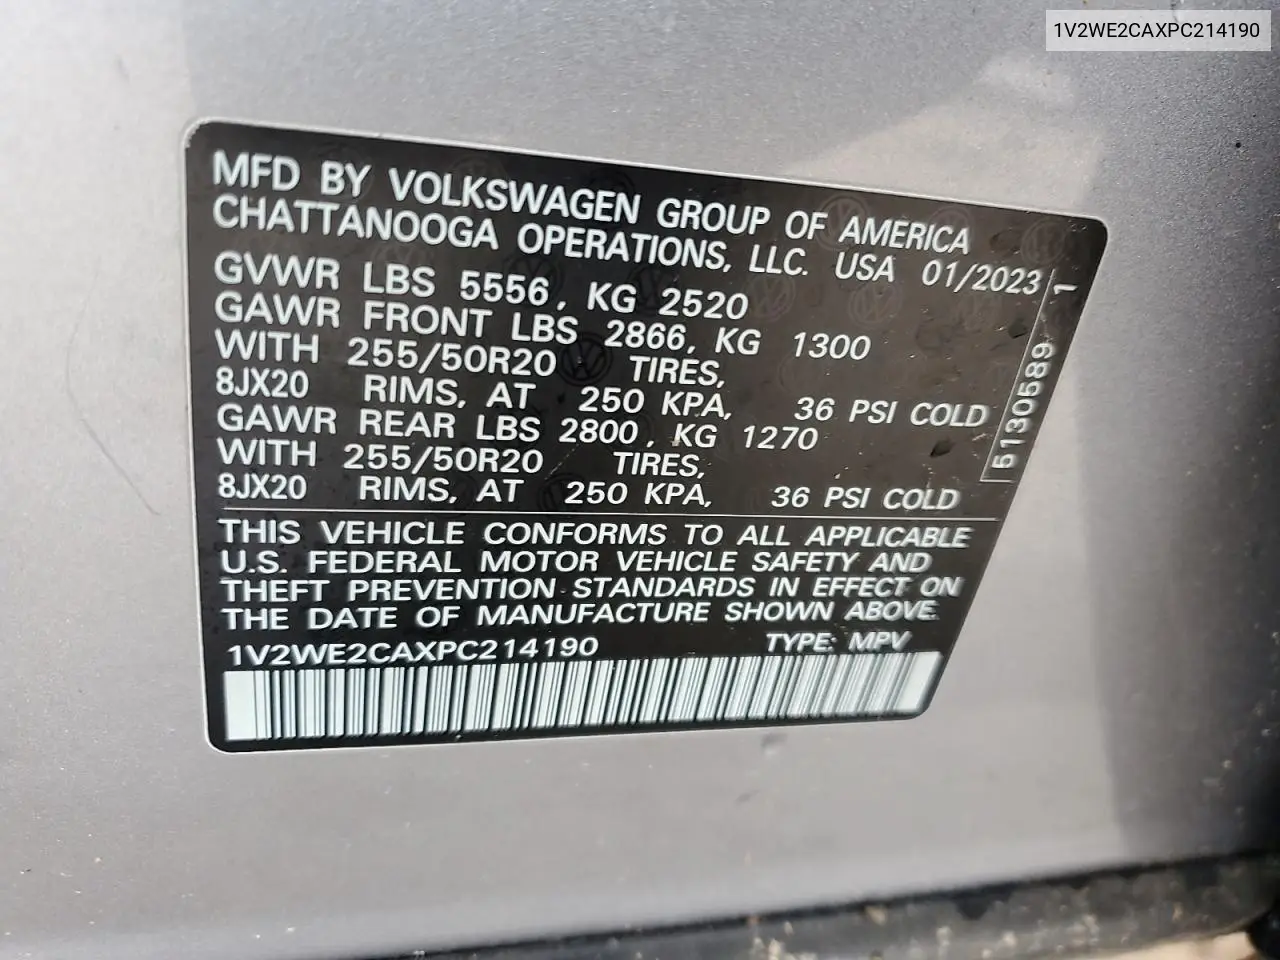 1V2WE2CAXPC214190
MFD BY VOLKSWAGEN GROUP OF AMERICA
CHATTANOOGA OPERATIONS, LLC. USA 01/2023
GVWR LBS 5556, KG 2520
GAWR FRONT LBS 2866, KG 1300
WITH 255/50R20 TIRES,
8JX20 RIMS, AT 250 KPA, 36 PSI COLD
GAWR REAR LBS 2800, KG 1270
WITH 255/50R20 TIRES,
8JX20 RIMS, AT 250 KPA, 36 PSI COLD
5130589 1
THIS VEHICLE CONFORMS TO ALL APPLICABLE
U.S. FEDERAL MOTOR VEHICLE SAFETY AND
THEFT PREVENTION STANDARDS IN EFFECT ON
THE DATE OF MANUFACTURE SHOWN ABOVE.
1V2WE2CAXPC214190 TYPE: MPV